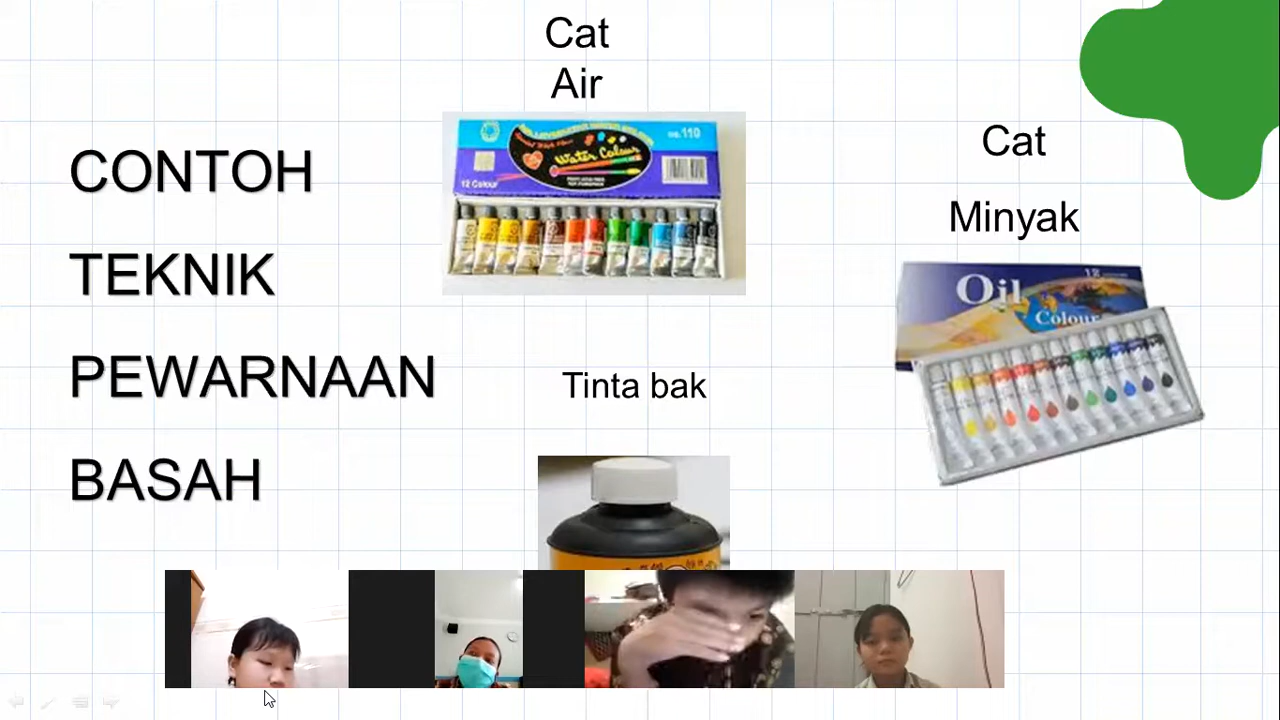 CONTOH
TEKNIK
PEWARNAAN
BASAH
Cat
Air
No.110
Water Colour
12 Colour
Tinta bak
Cat
Minyak
Oil
12
Colour